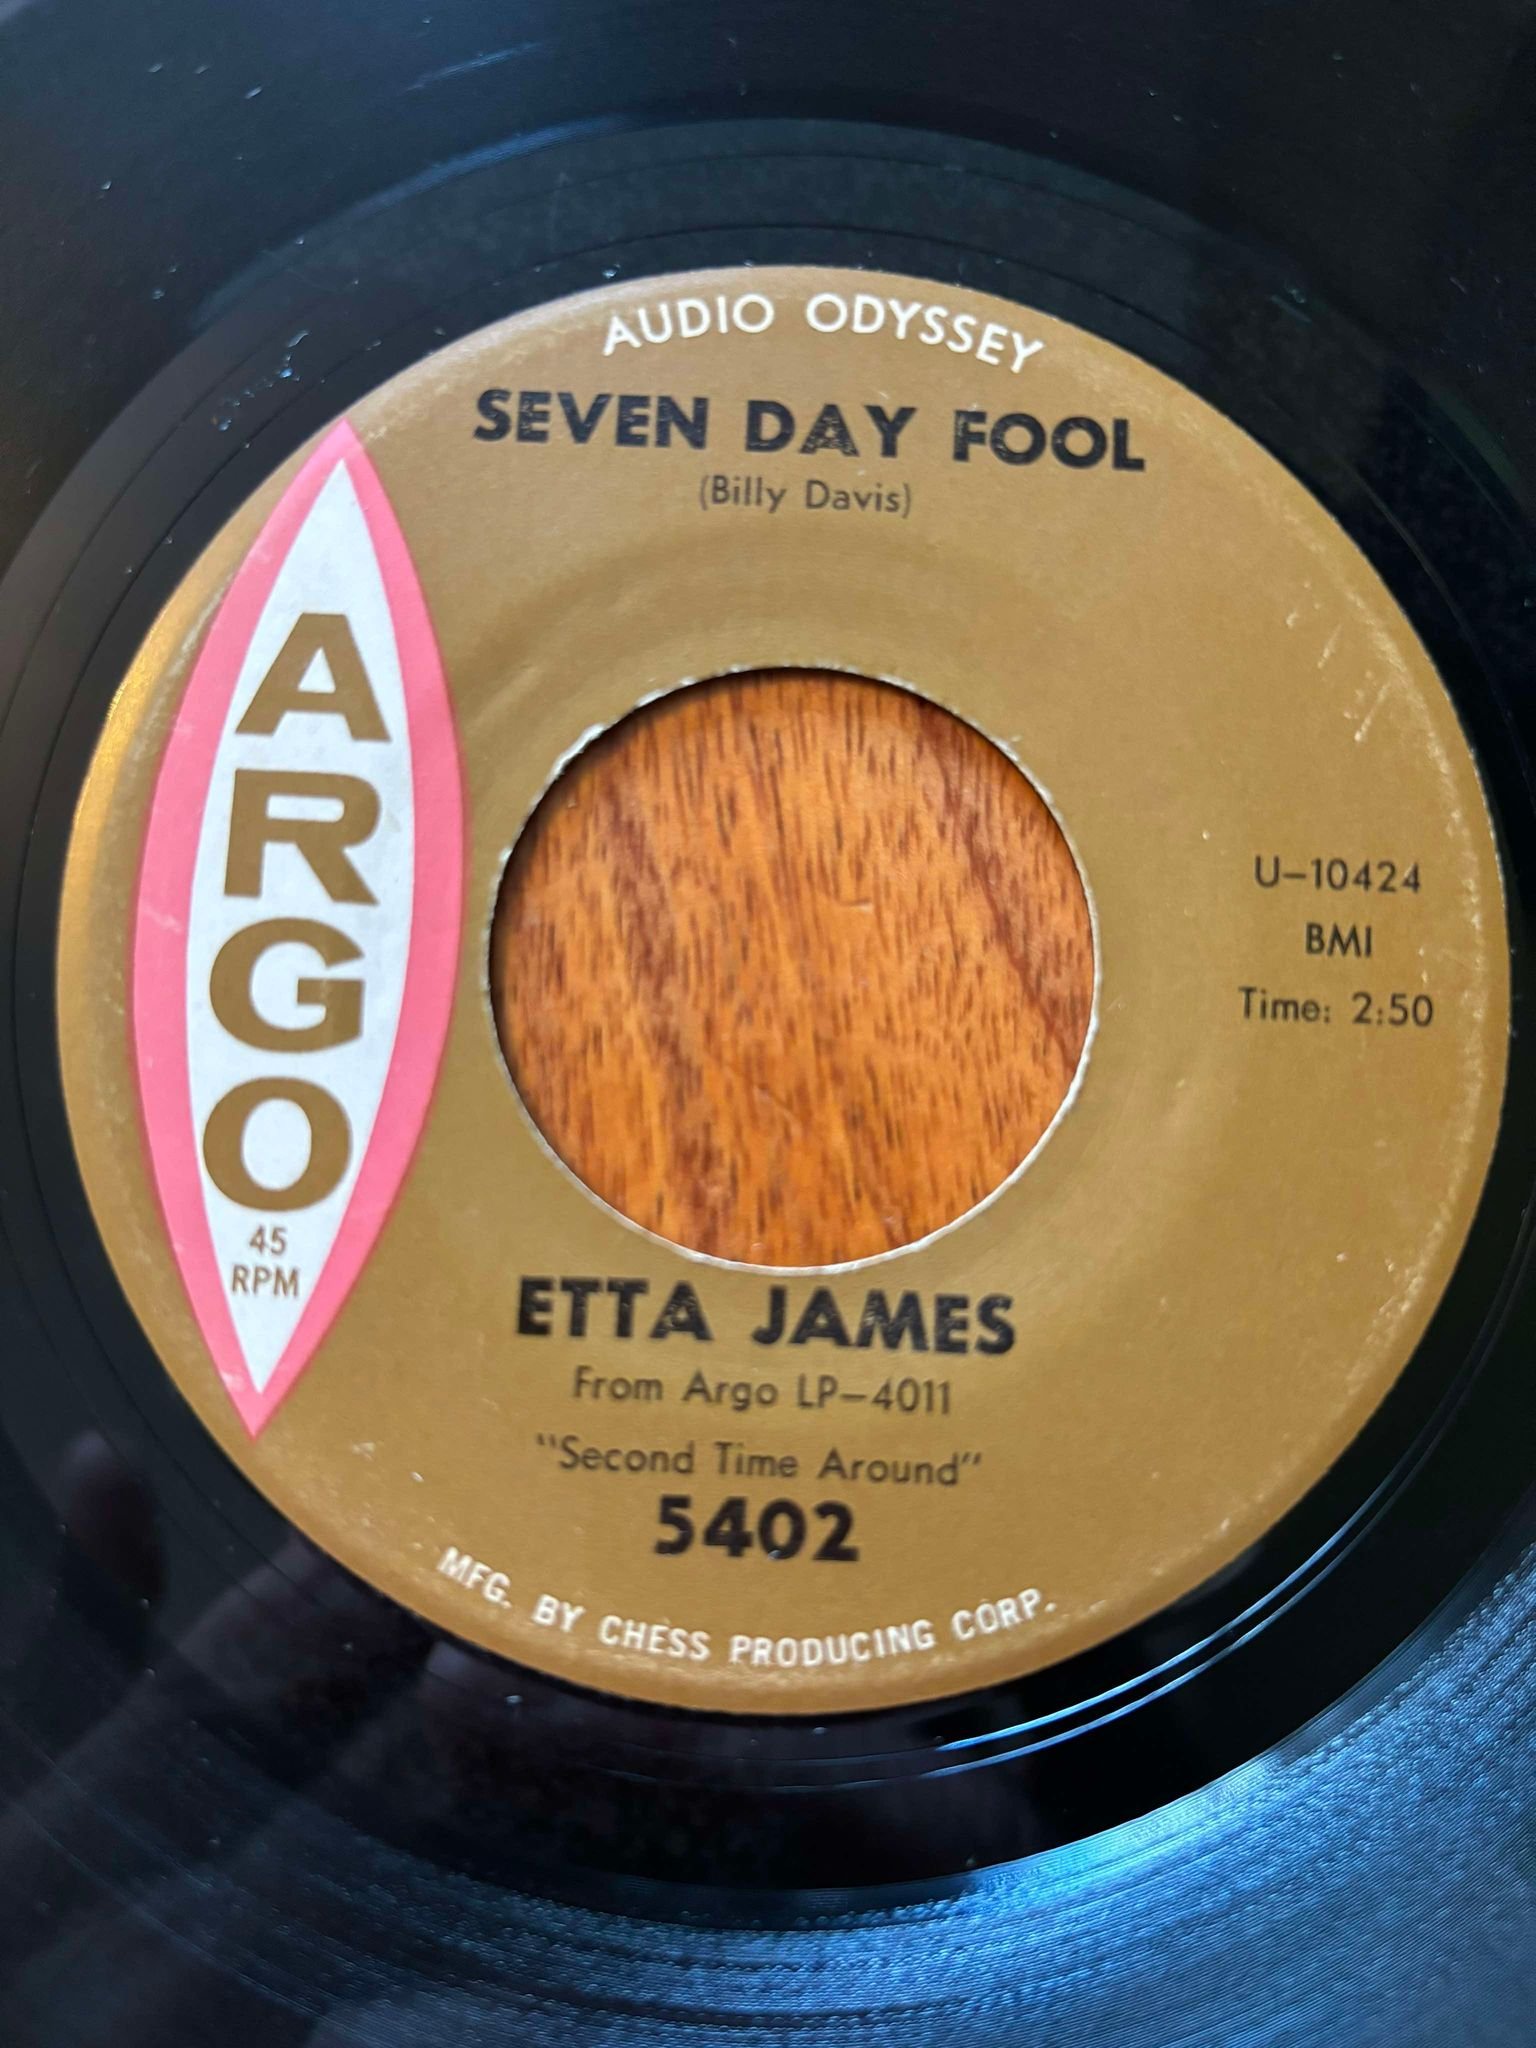 AUDIO ODYSSEY
SEVEN DAY FOOL
(Billy Davis)
ARGO
45
RPM
U-10424
BMI
Time: 2:50
ETTA JAMES
From Argo LP-4011
"Second Time Around"
5402
MFG. BY CHESS PRODUCING CORP.